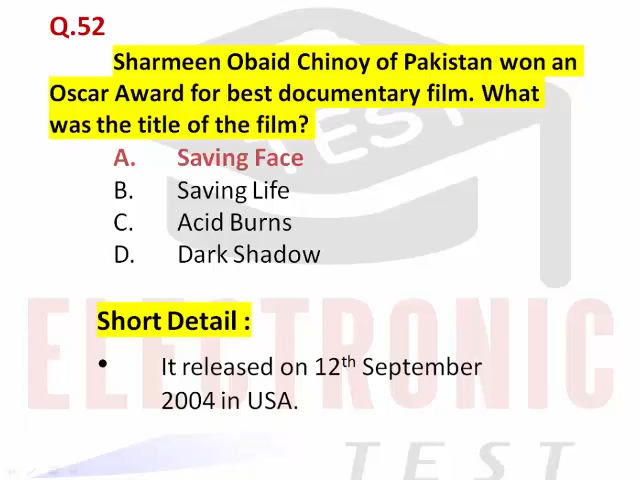 Q.52
Sharmeen Obaid Chinoy of Pakistan won an
Oscar Award for best documentary film. What
was the title of the film?
A. Saving Face
B. Saving Life
C. Acid Burns
D. Dark Shadow
Short Detail :
• It released on 12th September
2004 in USA.
TEST
ELECTRONIC
TEST